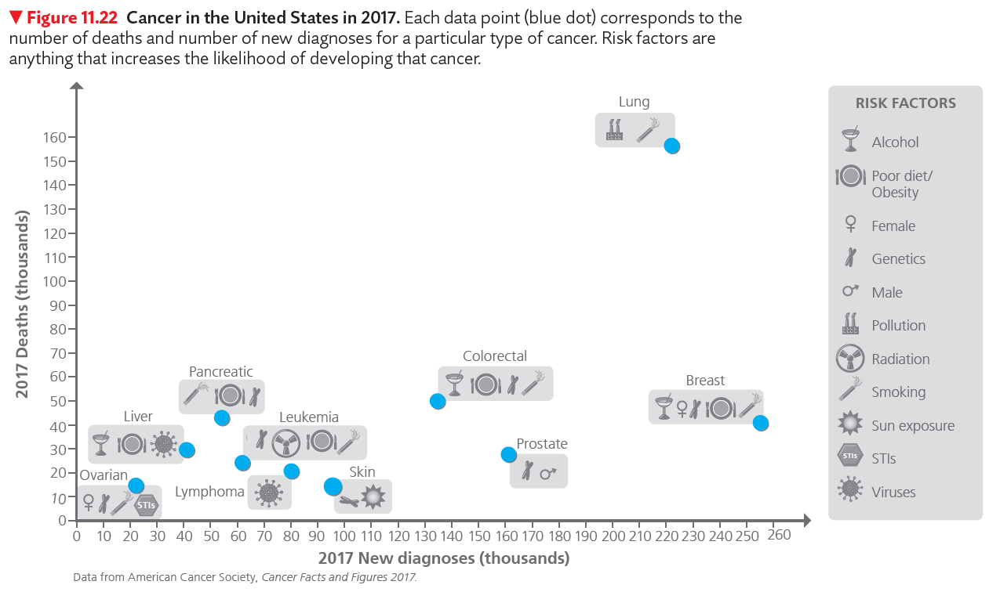 ▼ Figure 11.22 Cancer in the United States in 2017. Each data point (blue dot) corresponds to the
number of deaths and number of new diagnoses for a particular type of cancer. Risk factors are
anything that increases the likelihood of developing that cancer.
2017 Deaths (thousands)
160
150
140
130
120
110
100
90
80
70
60
50
40
30
20
10
0
Lung
Colorectal
Pancreatic
Breast
Liver
Leukemia
Prostate
Ovarian
Skin
Lymphoma
STIs
0 10 20 30 40 50 60 70 80 90 100 110 120 130 140 150 160 170 180 190 200 210 220 230 240 250 260
2017 New diagnoses (thousands)
Data from American Cancer Society, Cancer Facts and Figures 2017.
RISK FACTORS
Alcohol
Poor diet/
Obesity
Female
Genetics
Male
Pollution
Radiation
Smoking
Sun exposure
STIs STIs
Viruses